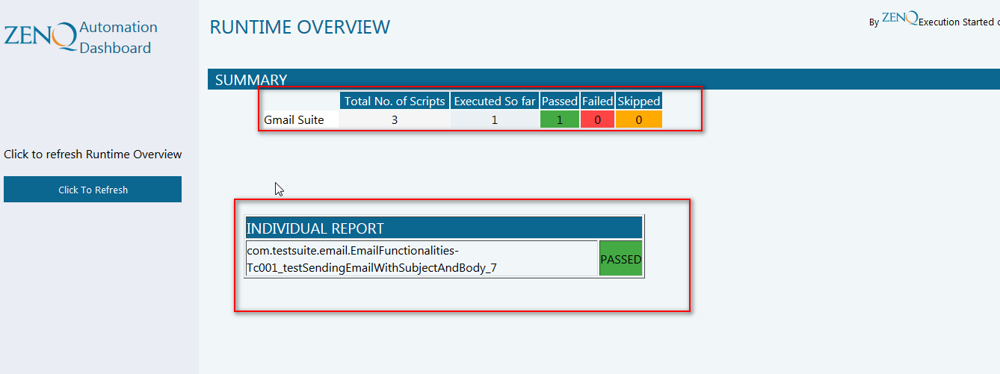 ZENQ Automation
Dashboard
RUNTIME OVERVIEW
By ZENQ Execution Started
SUMMARY
Total No. of Scripts Executed So far Passed Failed Skipped
Gmail Suite 3 1 1 0 0
Click to refresh Runtime Overview
Click To Refresh
INDIVIDUAL REPORT
com.testsuite.email.EmailFunctionalities-
Tc001_testSendingEmailWithSubjectAndBody_7
PASSED